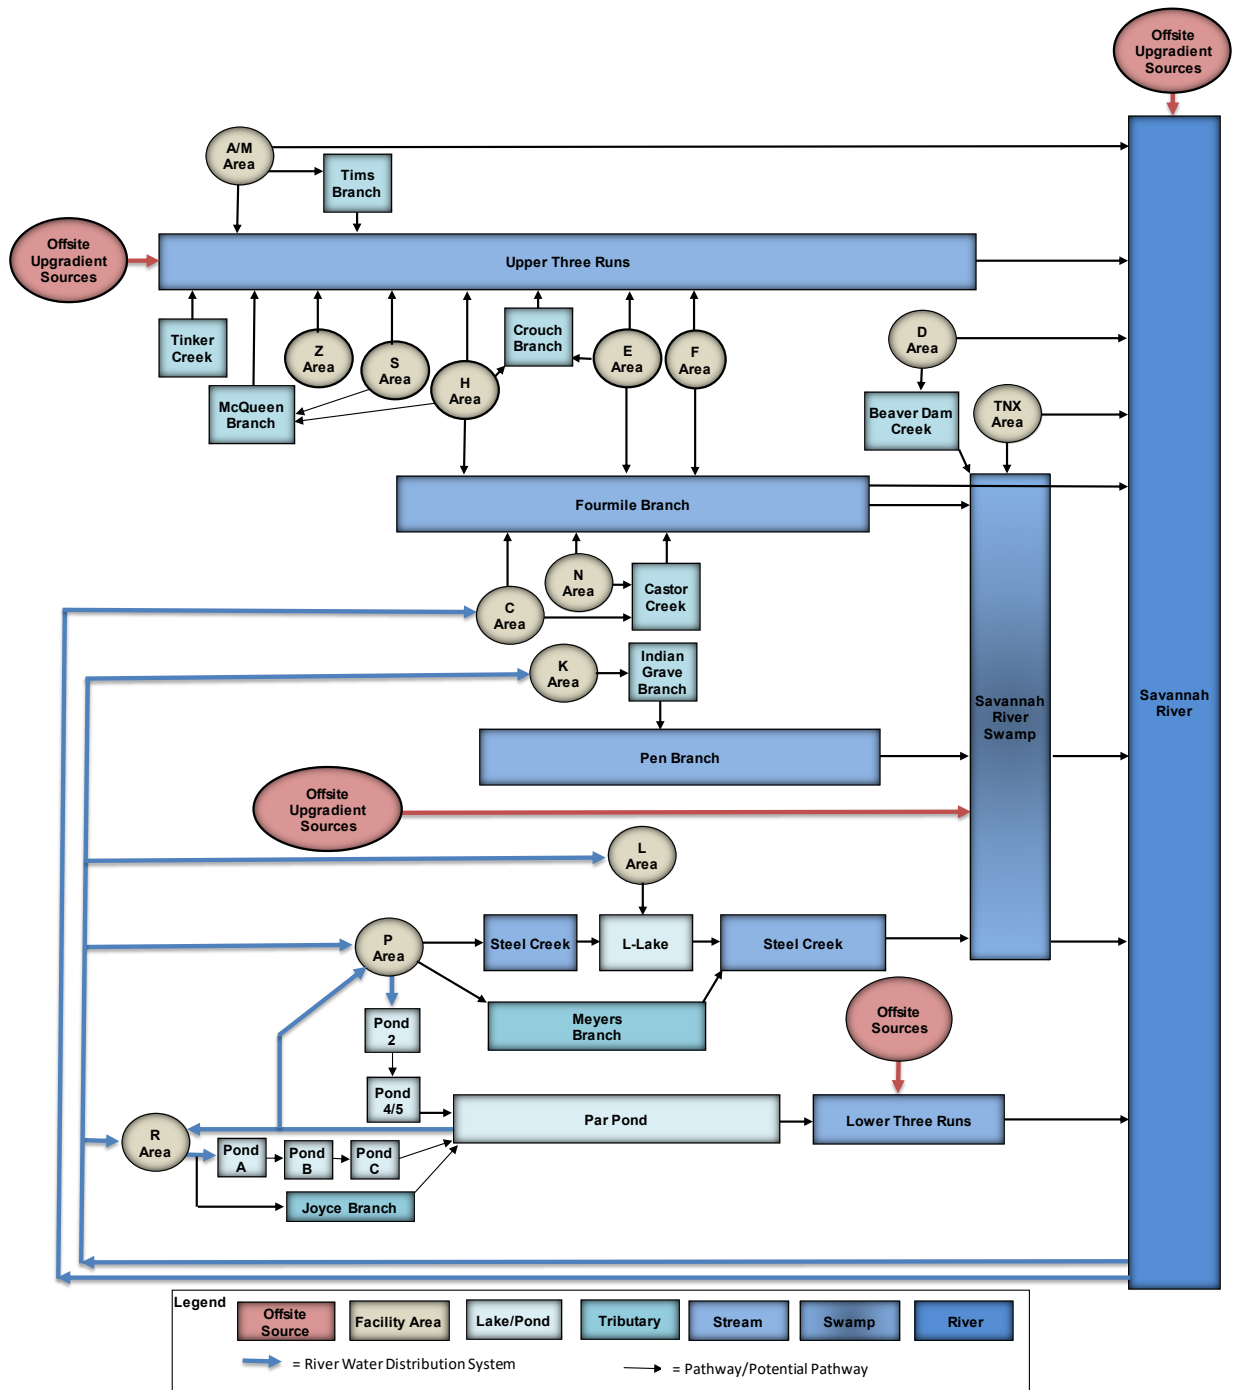 Offsite
Upgradient
Sources
A/M
Area
Tims
Branch
Offsite
Upgradient
Sources
Upper Three Runs
Tinker
Creek
McQueen
Branch
Z
Area
S
Area
H
Area
Crouch
Branch
E
Area
F
Area
D
Area
Beaver Dam
Creek
TNX
Area
Fourmile Branch
N
Area
C
Area
Castor
Creek
K
Area
Indian
Grave
Branch
Savannah
River
Swamp
Savannah
River
Pen Branch
Offsite
Upgradient
Sources
L
Area
P
Area
Steel Creek
L-Lake
Steel Creek
Meyers
Branch
Offsite
Sources
Pond
2
Pond
4/5
Par Pond
Lower Three Runs
R
Area
Pond
A
Pond
B
Pond
C
Joyce Branch
Legend
Offsite
Source
Facility Area
Lake/Pond
Tributary
Stream
Swamp
River
= River Water Distribution System
= Pathway/Potential Pathway